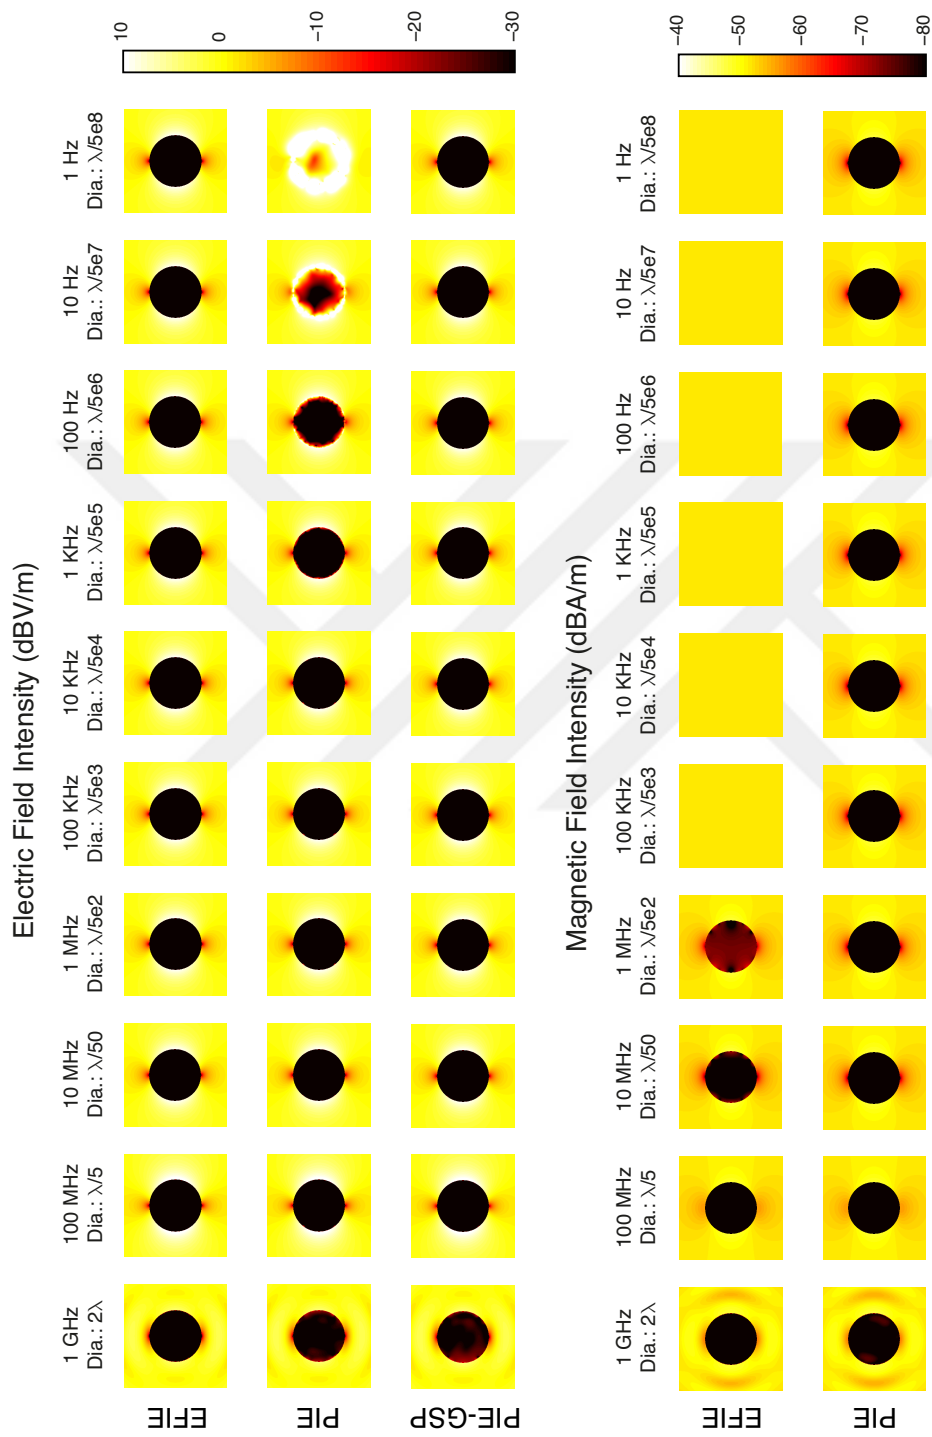 Electric Field Intensity (dBV/m)
1 GHz
Dia.: 2λ
100 MHz
Dia.: λ/5
10 MHz
Dia.: λ/50
1 MHz
Dia.: λ/5e2
100 KHz
Dia.: λ/5e3
10 KHz
Dia.: λ/5e4
1 KHz
Dia.: λ/5e5
100 Hz
Dia.: λ/5e6
10 Hz
Dia.: λ/5e7
1 Hz
Dia.: λ/5e8
EFIE
PIE
PIE-GSP
10
0
−10
−20
−30
Magnetic Field Intensity (dBA/m)
1 GHz
Dia.: 2λ
100 MHz
Dia.: λ/5
10 MHz
Dia.: λ/50
1 MHz
Dia.: λ/5e2
100 KHz
Dia.: λ/5e3
10 KHz
Dia.: λ/5e4
1 KHz
Dia.: λ/5e5
100 Hz
Dia.: λ/5e6
10 Hz
Dia.: λ/5e7
1 Hz
Dia.: λ/5e8
EFIE
PIE
−40
−50
−60
−70
−80